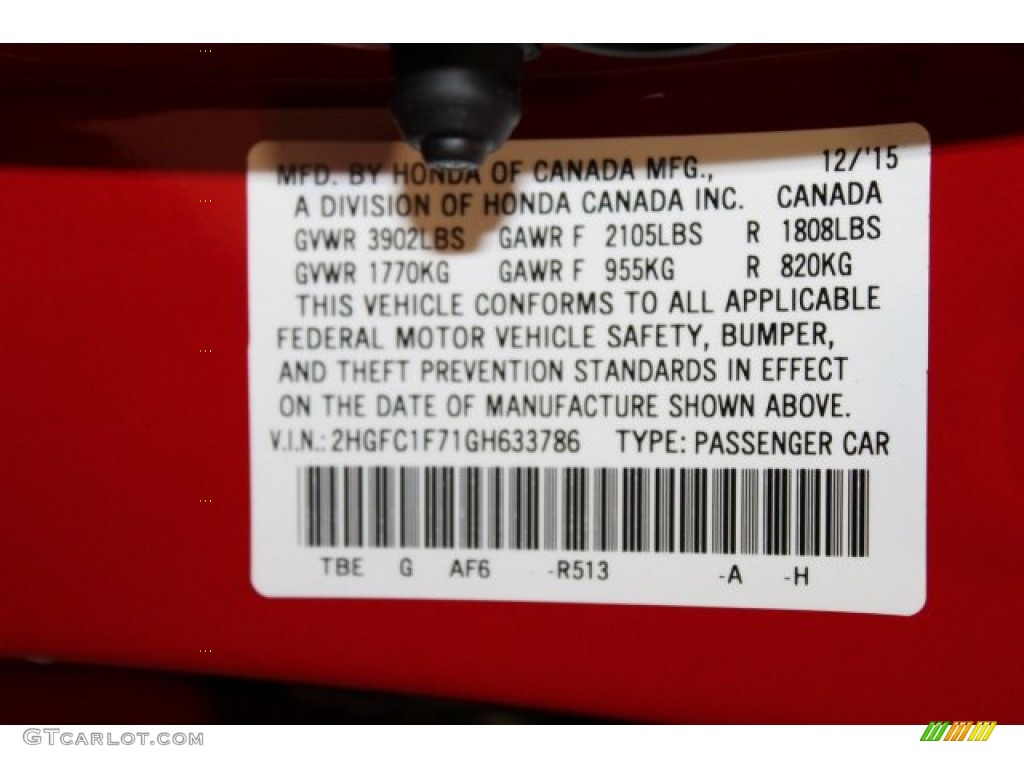 MFD. BY HONDA OF CANADA MFG., 12/'15
A DIVISION OF HONDA CANADA INC. CANADA
GVWR 3902LBS GAWR F 2105LBS R 1808LBS
GVWR 1770KG GAWR F 955KG R 820KG
THIS VEHICLE CONFORMS TO ALL APPLICABLE
FEDERAL MOTOR VEHICLE SAFETY, BUMPER,
AND THEFT PREVENTION STANDARDS IN EFFECT
ON THE DATE OF MANUFACTURE SHOWN ABOVE.
V.I.N.: 2HGFC1F71GH633786 TYPE: PASSENGER CAR
TBE G AF6 -R513 -A -H
GTCARLOT.COM